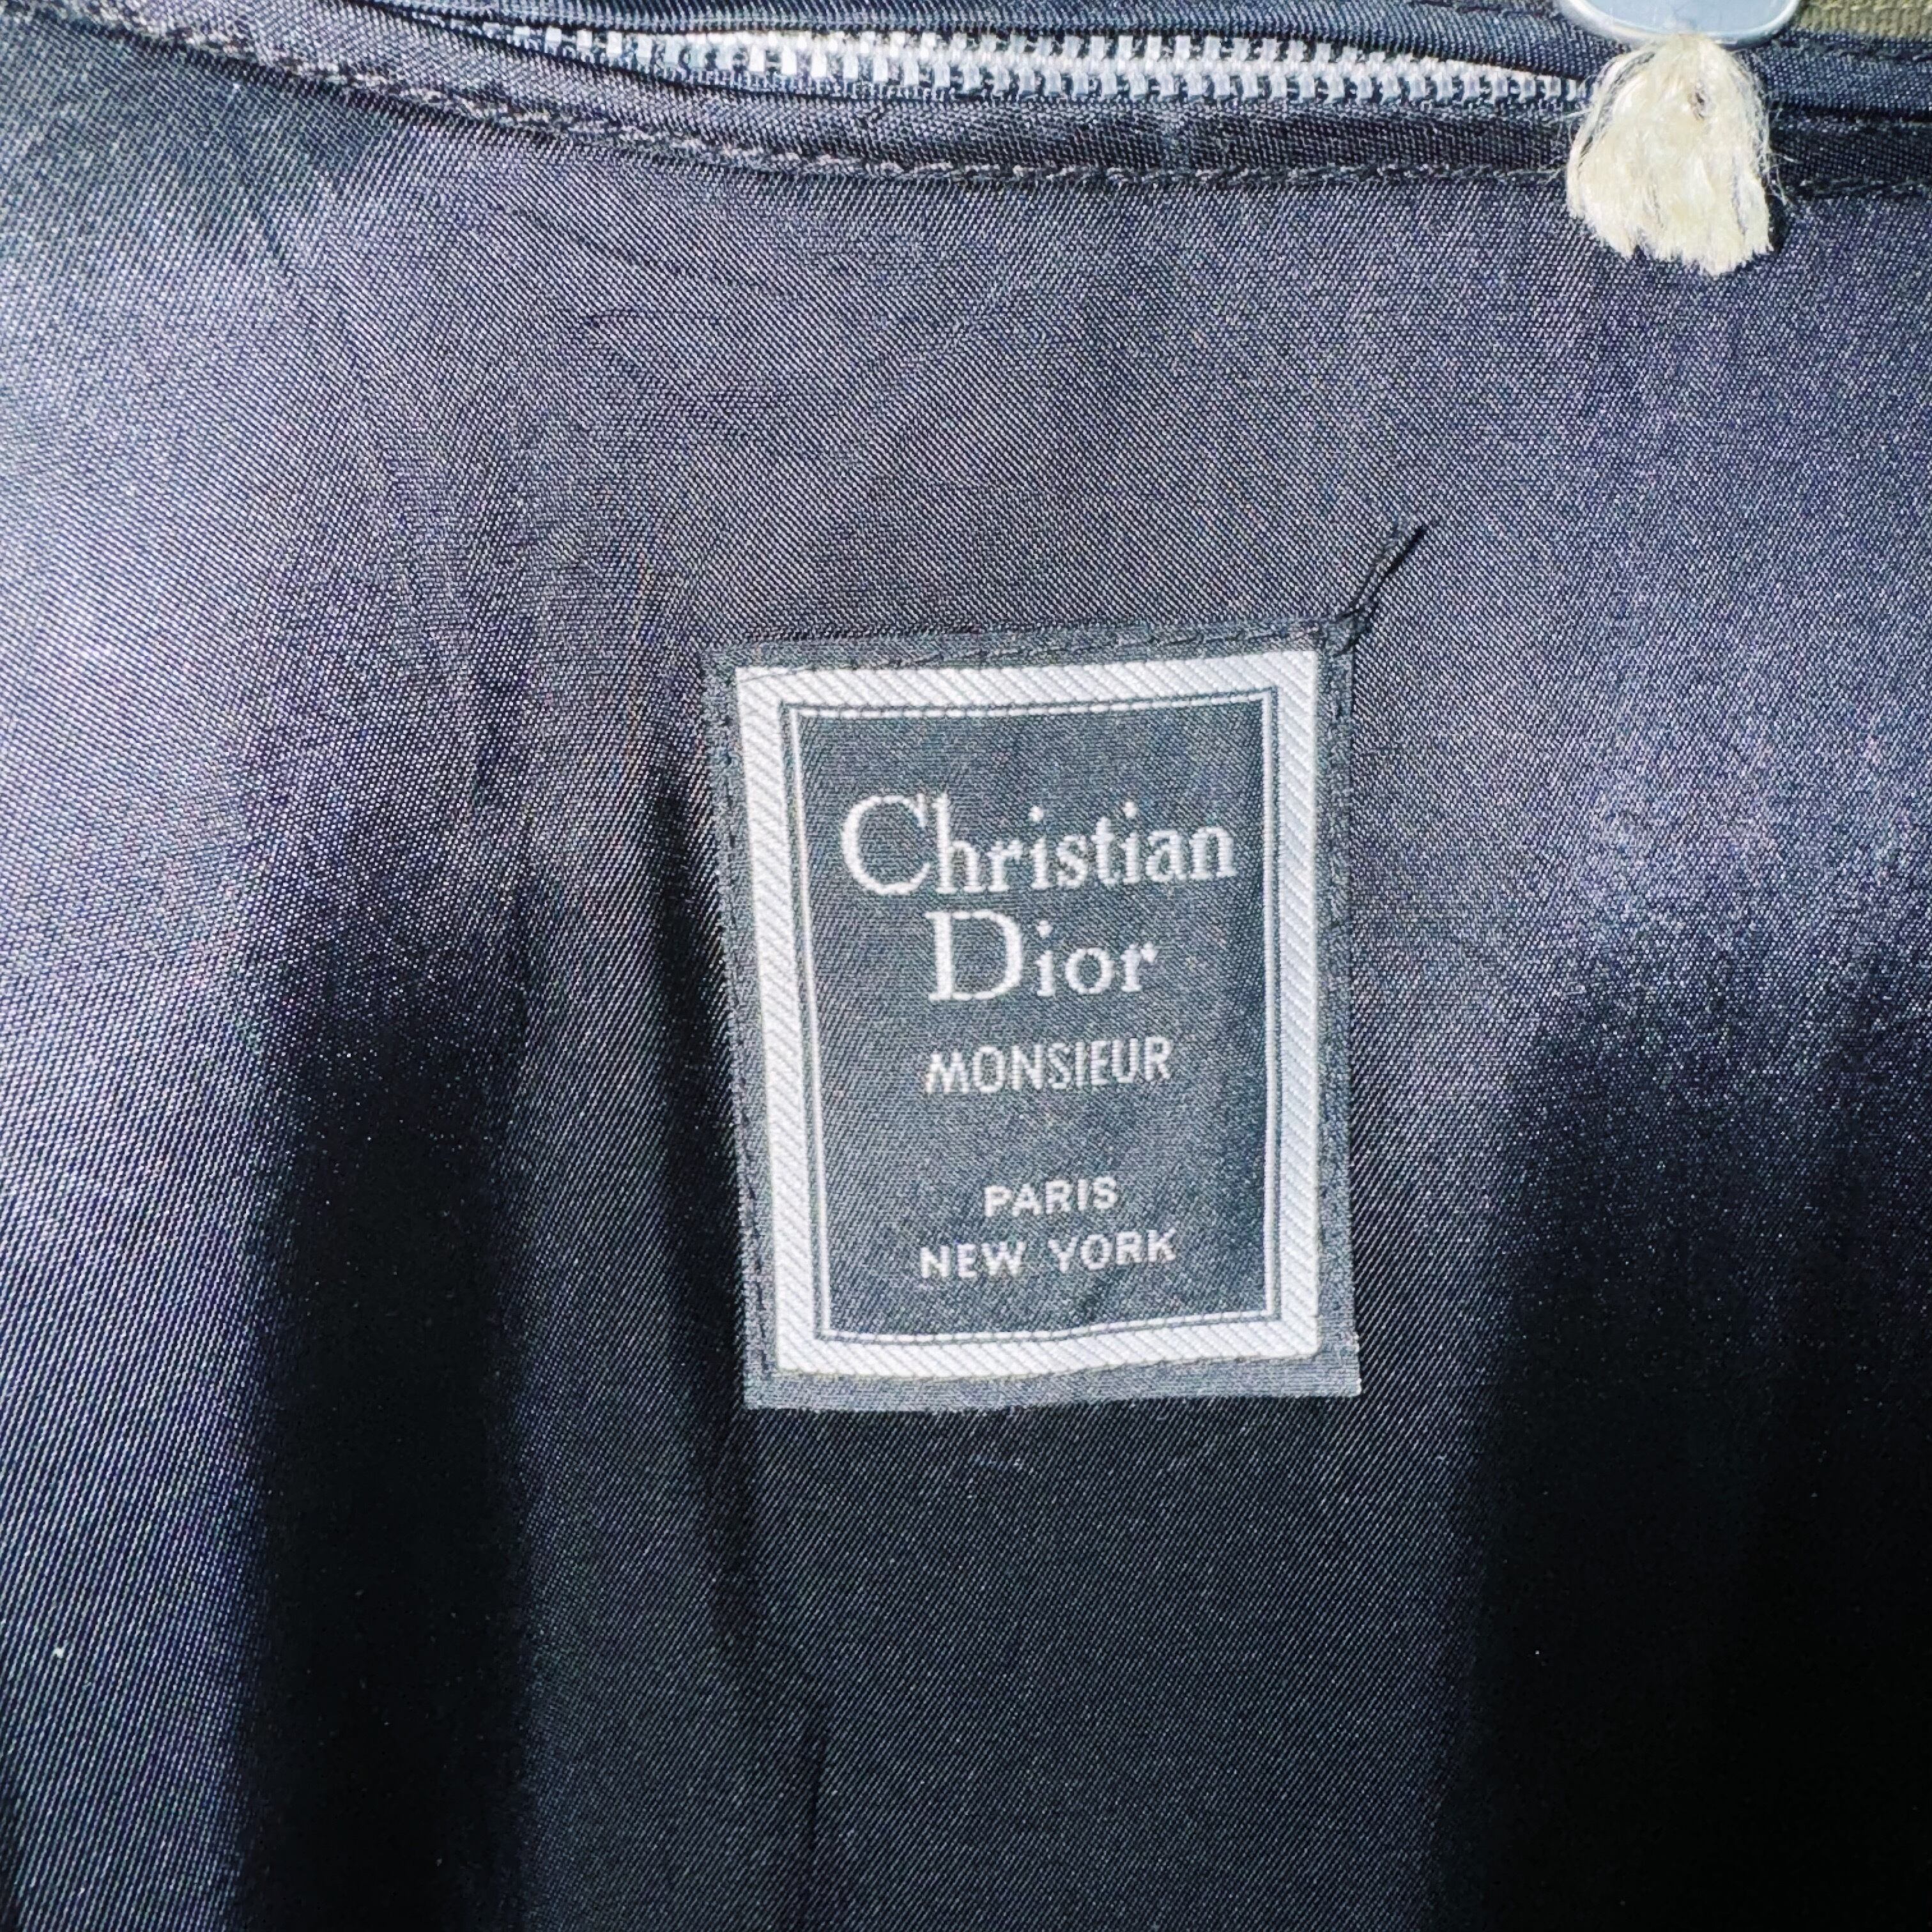 Christian
Dior
MONSIEUR
PARIS
NEW YORK